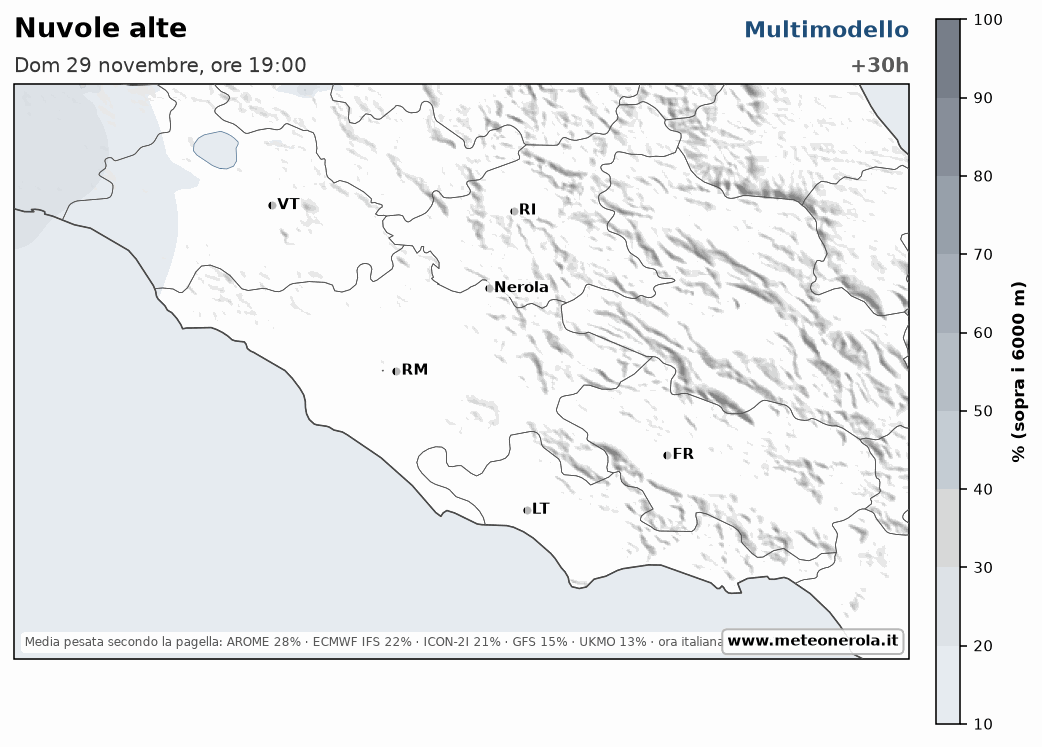 Nuvole alte
Multimodello
Dom 29 novembre, ore 19:00
+30h
100
90
80
70
60
50
40
30
20
10
% (sopra i 6000 m)
VT
RI
Nerola
RM
FR
LT
Media pesata secondo la pagella: AROME 28% · ECMWF IFS 22% · ICON-2I 21% · GFS 15% · UKMO 13% · ora italiana
www.meteonerola.it